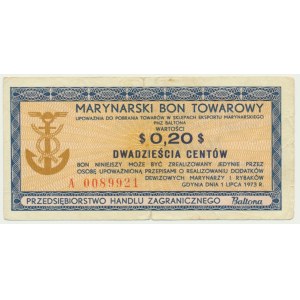 MARYNARSKI BON TOWAROWY
UPOWAŻNIA DO POBRANIA TOWARÓW W SKLEPACH EKSPORTU MARYNARSKIEGO
PHZ BALTONA
WARTOŚCI
$ 0,20 $
DWADZIEŚCIA CENTÓW
BON NINIEJSZY MOŻE BYĆ ZREALIZOWANY JEDYNIE PRZEZ
OSOBĘ UPOWAŻNIONĄ PRZEPISAMI O REALIZOWANIU DODATKÓW
DEWIZOWYCH MARYNARZY I RYBAKÓW
A 0089921
GDYNIA DNIA 1 LIPCA 1973 R.
PRZEDSIĘBIORSTWO HANDLU ZAGRANICZNEGO Baltona